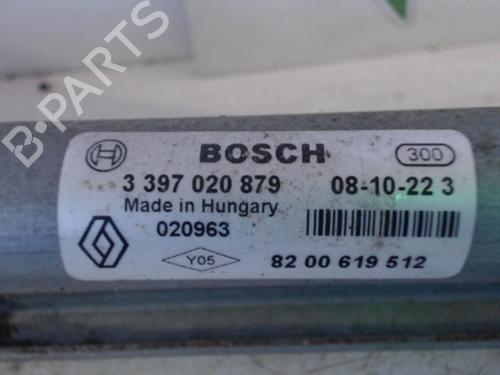 BOSCH 300
3 397 020 879 08-10-22 3
Made in Hungary
020963
Y05 82 00 619 512
B-PARTS